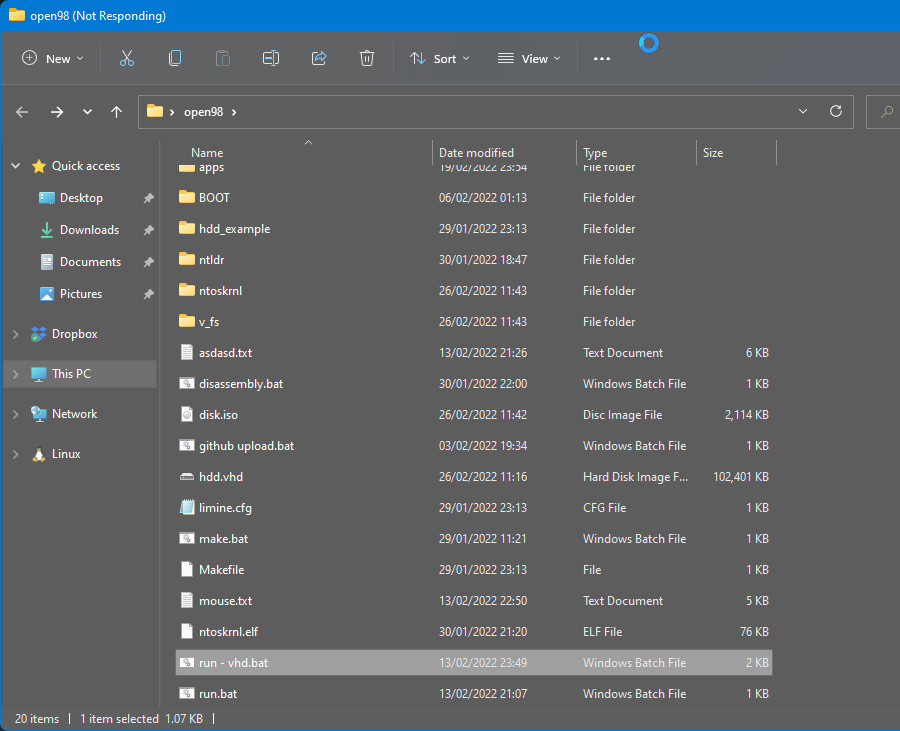 open98 (Not Responding)
New Sort View
open98
Name Date modified Type Size
Quick access
Desktop
Downloads
Documents
Pictures
Dropbox
This PC
Network
Linux
apps 19/02/2022 23:54 File folder
BOOT 06/02/2022 01:13 File folder
hdd_example 29/01/2022 23:13 File folder
ntldr 30/01/2022 18:47 File folder
ntoskrnl 26/02/2022 11:43 File folder
v_fs 26/02/2022 11:43 File folder
asdasd.txt 13/02/2022 21:26 Text Document 6 KB
disassembly.bat 30/01/2022 22:00 Windows Batch File 1 KB
disk.iso 26/02/2022 11:42 Disc Image File 2,114 KB
github upload.bat 03/02/2022 19:34 Windows Batch File 1 KB
hdd.vhd 26/02/2022 11:16 Hard Disk Image F... 102,401 KB
limine.cfg 29/01/2022 23:13 CFG File 1 KB
make.bat 29/01/2022 11:21 Windows Batch File 1 KB
Makefile 29/01/2022 23:13 File 1 KB
mouse.txt 13/02/2022 22:50 Text Document 5 KB
ntoskrnl.elf 30/01/2022 21:20 ELF File 76 KB
run - vhd.bat 13/02/2022 23:49 Windows Batch File 2 KB
run.bat 13/02/2022 21:07 Windows Batch File 1 KB
20 items 1 item selected 1.07 KB